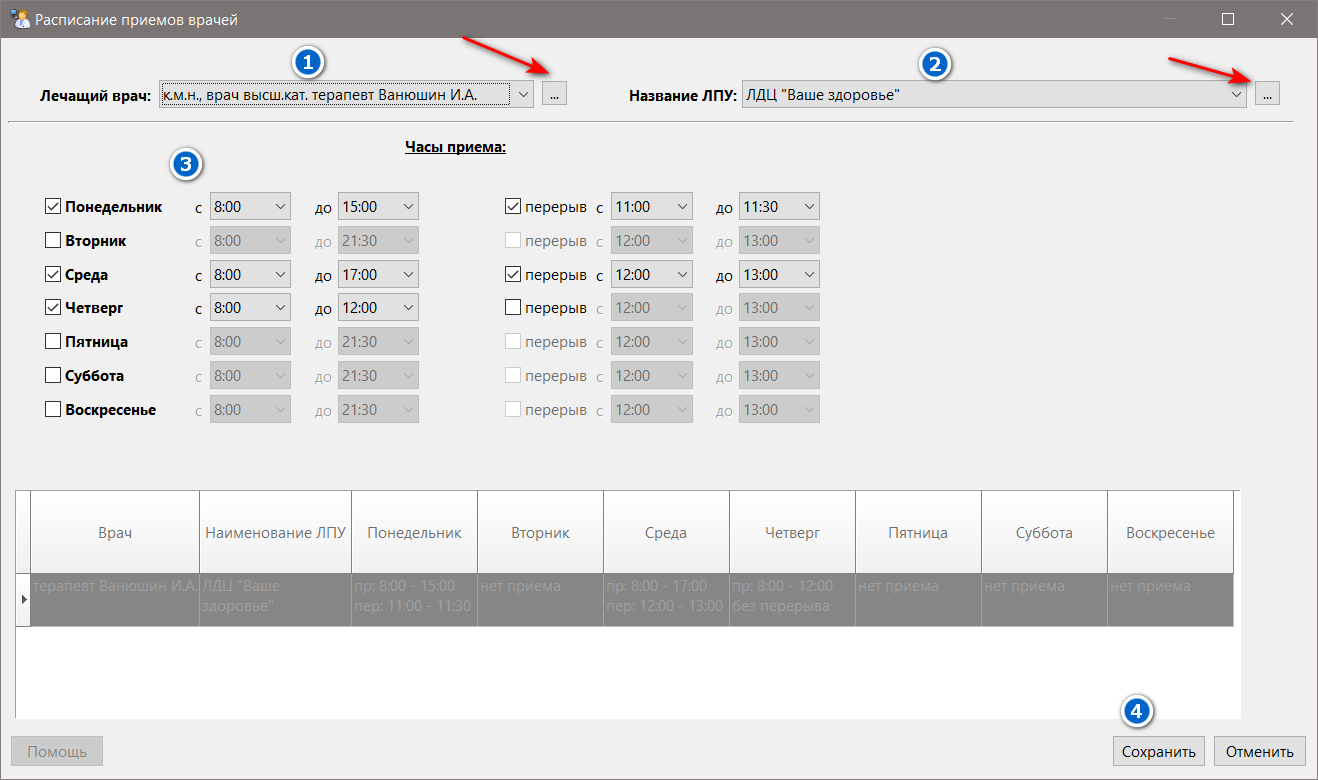 Расписание приемов врачей
1
2
Лечащий врач: к.м.н., врач высш.кат. терапевт Ванюшин И.А. ... Название ЛПУ: ЛДЦ "Ваше здоровье" ...
Часы приема:
3
Понедельник с 8:00 до 15:00 перерыв с 11:00 до 11:30
Вторник с 8:00 до 21:30 перерыв с 12:00 до 13:00
Среда с 8:00 до 17:00 перерыв с 12:00 до 13:00
Четверг с 8:00 до 12:00 перерыв с 12:00 до 13:00
Пятница с 8:00 до 21:30 перерыв с 12:00 до 13:00
Суббота с 8:00 до 21:30 перерыв с 12:00 до 13:00
Воскресенье с 8:00 до 21:30 перерыв с 12:00 до 13:00
Врач Наименование ЛПУ Понедельник Вторник Среда Четверг Пятница Суббота Воскресенье
терапевт Ванюшин И.А. ЛДЦ "Ваше пр: 8:00 - 15:00 нет приема пр: 8:00 - 17:00 пр: 8:00 - 12:00 нет приема нет приема нет приема
здоровье" пер: 11:00 - 11:30 пер: 12:00 - 13:00 без перерыва
4
Помощь Сохранить Отменить